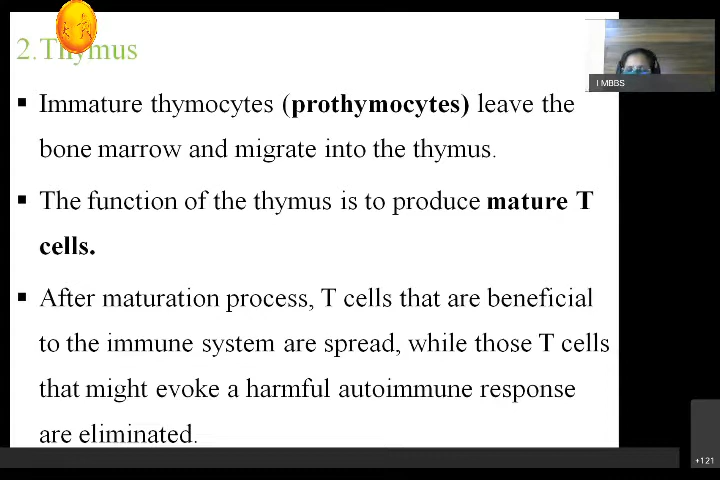 2.Thymus
I MBBS
▪ Immature thymocytes (prothymocytes) leave the
bone marrow and migrate into the thymus.
▪ The function of the thymus is to produce mature T
cells.
▪ After maturation process, T cells that are beneficial
to the immune system are spread, while those T cells
that might evoke a harmful autoimmune response
are eliminated.
+121